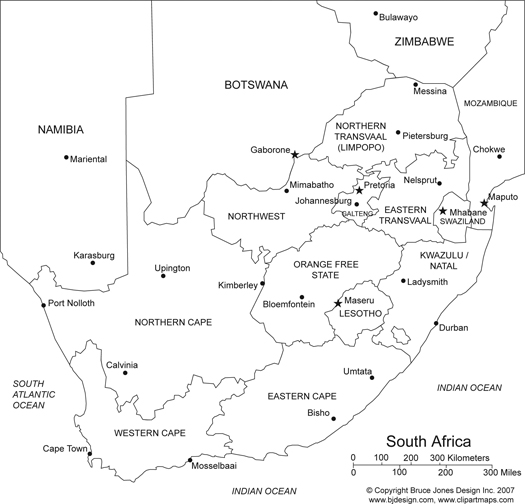 Bulawayo
ZIMBABWE
BOTSWANA
Messina
MOZAMBIQUE
NAMIBIA
NORTHERN
TRANSVAAL
(LIMPOPO)
Pietersburg
Gaborone
Chokwe
Mariental
Mimabatho
Pretoria
Nelsprut
Johannesburg
GALTENG
Maputo
NORTHWEST
EASTERN
TRANSVAAL
Mhabane
SWAZILAND
Karasburg
Upington
ORANGE FREE
STATE
KWAZULU /
NATAL
Kimberley
Ladysmith
Port Nolloth
Bloemfontein
Maseru
LESOTHO
NORTHERN CAPE
Durban
Calvinia
Umtata
SOUTH
ATLANTIC
OCEAN
EASTERN CAPE
INDIAN OCEAN
Bisho
WESTERN CAPE
Cape Town
Mosselbaai
South Africa
0 100 200 300 Kilometers
0 100 200 300 Miles
INDIAN OCEAN
© Copyright Bruce Jones Design Inc. 2007
www.bjdesign.com, www.clipartmaps.com